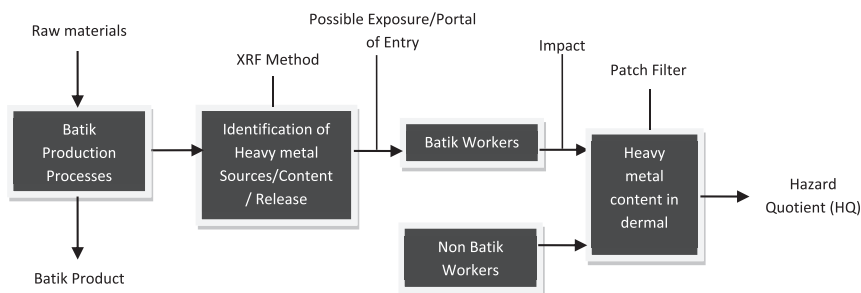 Raw materials
Batik
Production
Processes
Batik Product
XRF Method
Identification of
Heavy metal
Sources/Content
/ Release
Possible Exposure/Portal
of Entry
Batik Workers
Non Batik
Workers
Impact
Patch Filter
Heavy
metal
content in
dermal
Hazard
Quotient (HQ)